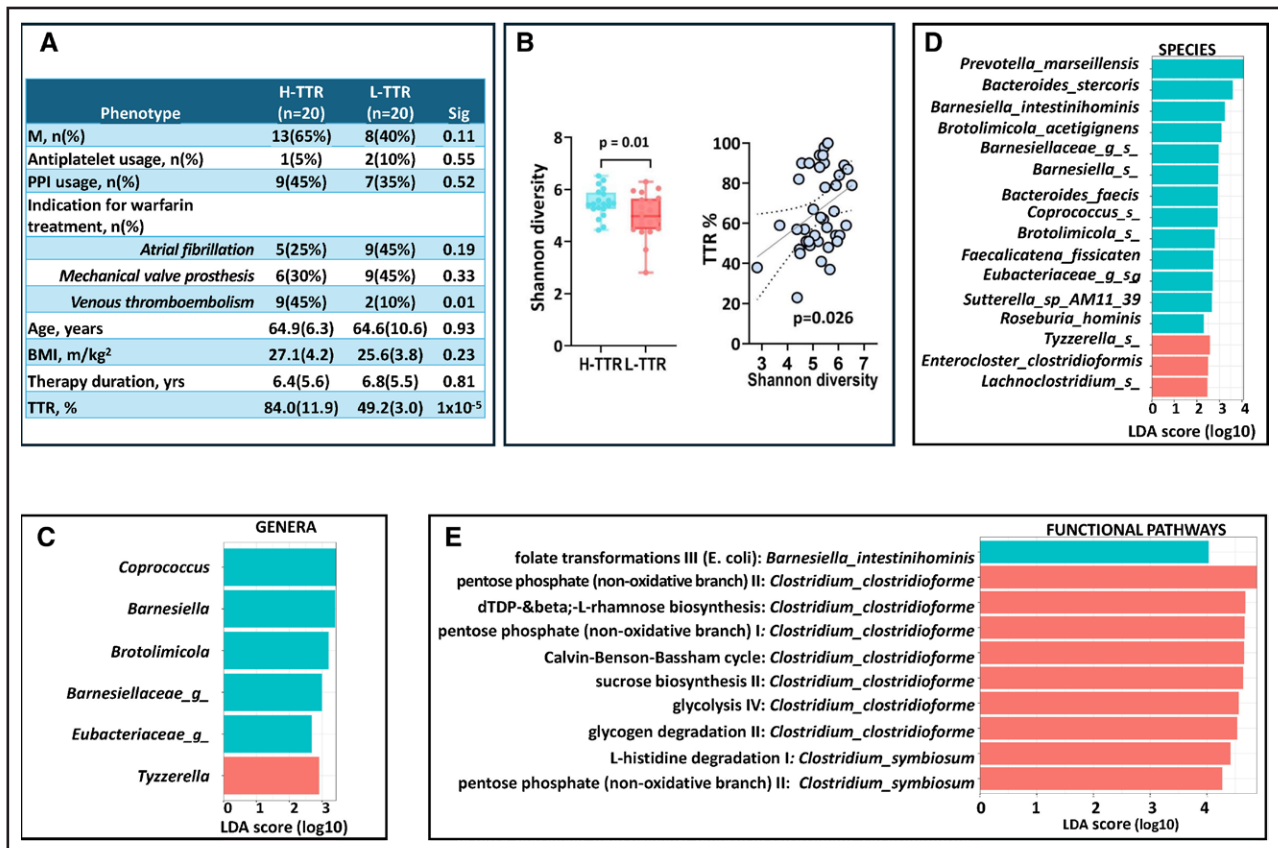 A
Phenotype H-TTR (n=20) L-TTR (n=20) Sig
M, n(%) 13(65%) 8(40%) 0.11
Antiplatelet usage, n(%) 1(5%) 2(10%) 0.55
PPI usage, n(%) 9(45%) 7(35%) 0.52
Indication for warfarin
treatment, n(%)
Atrial fibrillation 5(25%) 9(45%) 0.19
Mechanical valve prosthesis 6(30%) 9(45%) 0.33
Venous thromboembolism 9(45%) 2(10%) 0.01
Age, years 64.9(6.3) 64.6(10.6) 0.93
BMI, m/kg2 27.1(4.2) 25.6(3.8) 0.23
Therapy duration, yrs 6.4(5.6) 6.8(5.5) 0.81
TTR, % 84.0(11.9) 49.2(3.0) 1x10-5
B
Shannon diversity
8
6
4
2
0
p = 0.01
H-TTR L-TTR
TTR %
100
80
60
40
20
0
p=0.026
3 4 5 6 7
Shannon diversity
D
SPECIES
Prevotella_marseillensis
Bacteroides_stercoris
Barnesiella_intestinihominis
Brotolimicola_acetigignens
Barnesiellaceae_g_s_
Barnesiella_s_
Bacteroides_faecis
Coprococcus_s_
Brotolimicola_s_
Faecalicatena_fissicaten
Eubacteriaceae_g_sg
Sutterella_sp_AM11_39
Roseburia_hominis
Tyzzerella_s_
Enterocloster_clostridioformis
Lachnoclostridium_s_
0 1 2 3 4
LDA score (log10)
C
GENERA
Coprococcus
Barnesiella
Brotolimicola
Barnesiellaceae_g_
Eubacteriaceae_g_
Tyzzerella
0 1 2 3
LDA score (log10)
E
FUNCTIONAL PATHWAYS
folate transformations III (E. coli): Barnesiella_intestinihominis
pentose phosphate (non-oxidative branch) II: Clostridium_clostridioforme
dTDP-&beta;-L-rhamnose biosynthesis: Clostridium_clostridioforme
pentose phosphate (non-oxidative branch) I: Clostridium_clostridioforme
Calvin-Benson-Bassham cycle: Clostridium_clostridioforme
sucrose biosynthesis II: Clostridium_clostridioforme
glycolysis IV: Clostridium_clostridioforme
glycogen degradation II: Clostridium_clostridioforme
L-histidine degradation I: Clostridium_symbiosum
pentose phosphate (non-oxidative branch) II: Clostridium_symbiosum
0 1 2 3 4
LDA score (log10)